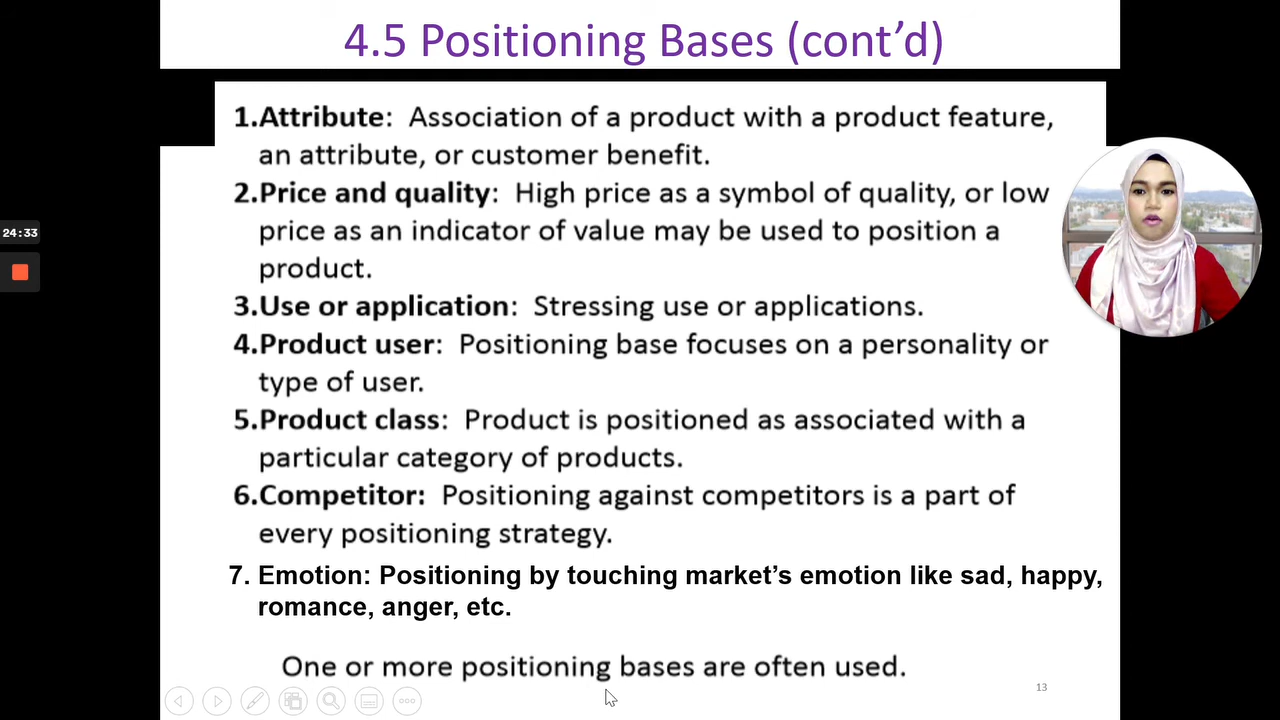 4.5 Positioning Bases (cont’d)
1.Attribute: Association of a product with a product feature,
an attribute, or customer benefit.
2.Price and quality: High price as a symbol of quality, or low
price as an indicator of value may be used to position a
product.
3.Use or application: Stressing use or applications.
4.Product user: Positioning base focuses on a personality or
type of user.
5.Product class: Product is positioned as associated with a
particular category of products.
6.Competitor: Positioning against competitors is a part of
every positioning strategy.
7. Emotion: Positioning by touching market’s emotion like sad, happy,
romance, anger, etc.
One or more positioning bases are often used.
13
24:33